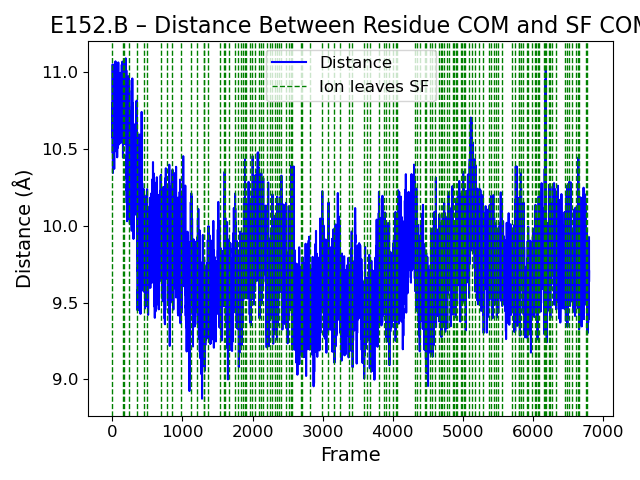 E152.B – Distance Between Residue COM and SF COM
Distance
Ion leaves SF
Distance (Å)
11.0
10.5
10.0
9.5
9.0
0 1000 2000 3000 4000 5000 6000 7000
Frame